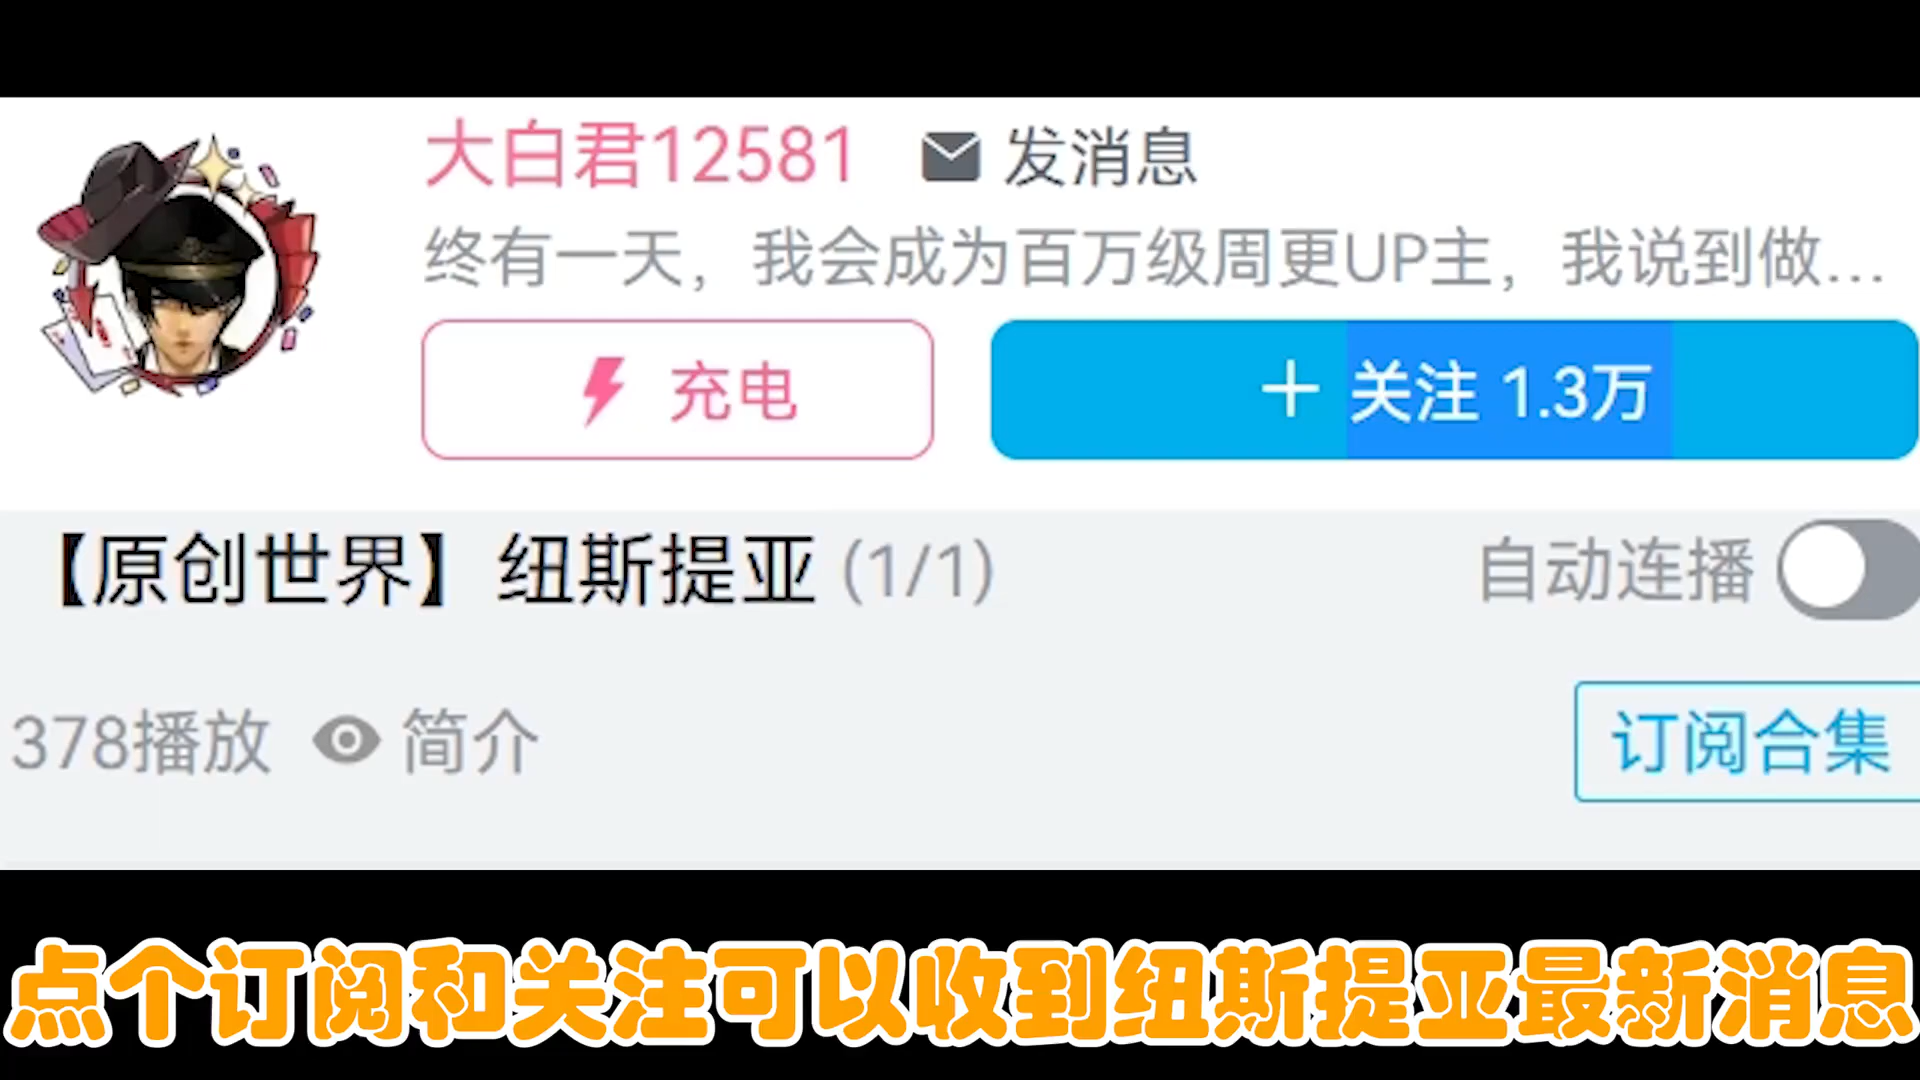 大白君12581 发消息
终有一天，我会成为百万级周更UP主，我说到做...
充电 + 关注 1.3万
【原创世界】纽斯提亚 (1/1) 自动连播
378播放 简介 订阅合集
点个订阅和关注可以收到纽斯提亚最新消息